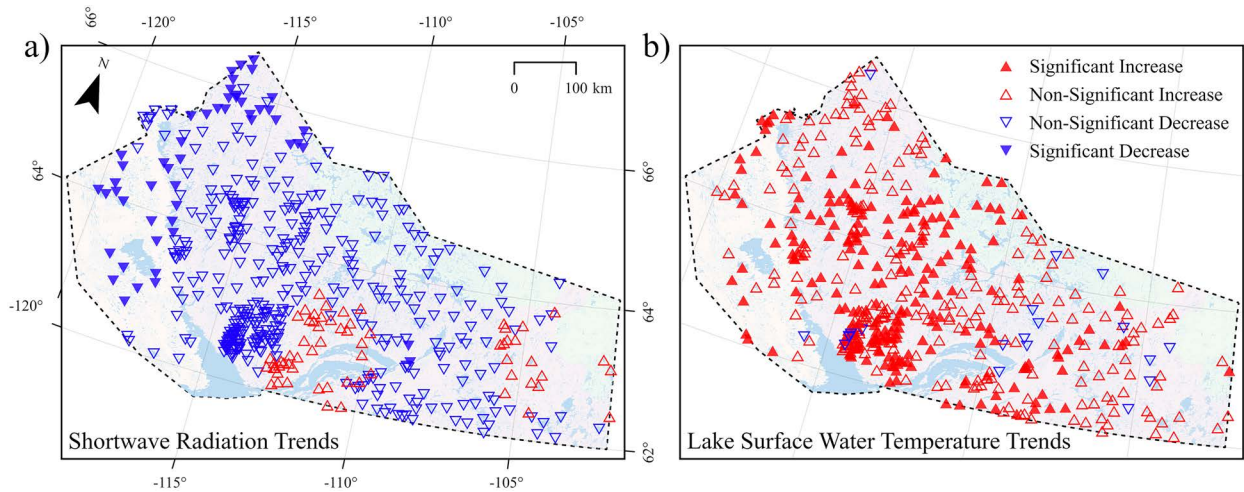 66°
-120°
-115°
-110°
-105°
a)
b)
N
0 100 km
Significant Increase
Non-Significant Increase
Non-Significant Decrease
Significant Decrease
64°
66°
-120°
64°
Shortwave Radiation Trends
Lake Surface Water Temperature Trends
62°
-115°
-110°
-105°